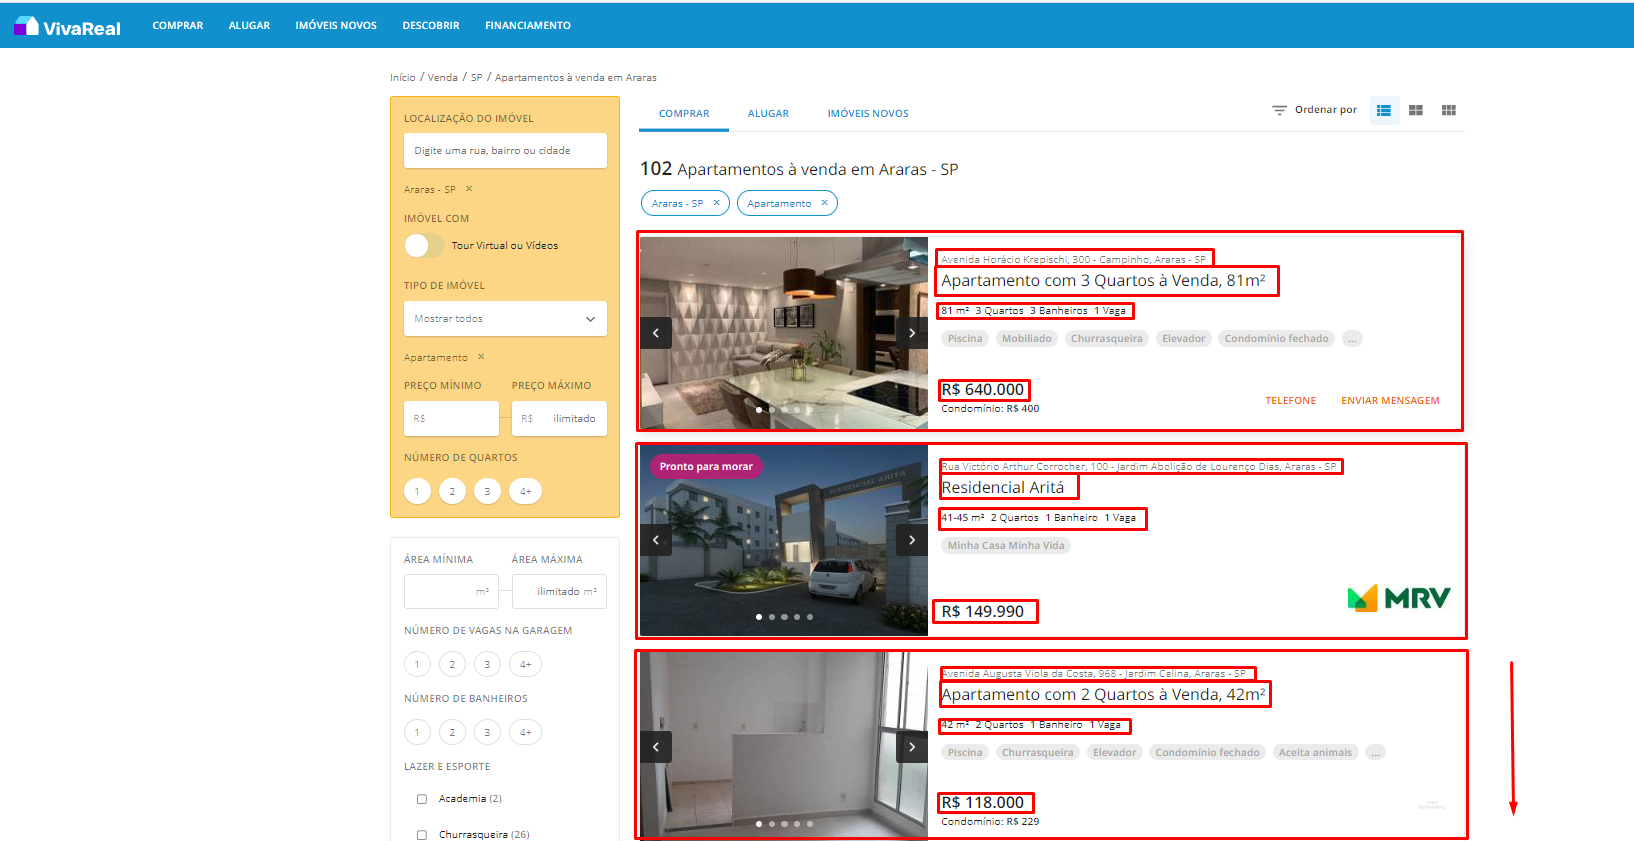 VivaReal COMPRAR ALUGAR IMÓVEIS NOVOS DESCOBRIR FINANCIAMENTO
Início / Venda / SP / Apartamentos à venda em Araras
LOCALIZAÇÃO DO IMÓVEL
Digite uma rua, bairro ou cidade
Araras - SP ×
IMÓVEL COM
Tour Virtual ou Vídeos
TIPO DE IMÓVEL
Mostrar todos
Apartamento ×
PREÇO MÍNIMO PREÇO MÁXIMO
R$ R$ ilimitado
NÚMERO DE QUARTOS
1 2 3 4+
ÁREA MÍNIMA ÁREA MÁXIMA
m² ilimitado m²
NÚMERO DE VAGAS NA GARAGEM
1 2 3 4+
NÚMERO DE BANHEIROS
1 2 3 4+
LAZER E ESPORTE
Academia (2)
Churrasqueira (26)
COMPRAR ALUGAR IMÓVEIS NOVOS
Ordenar por
102 Apartamentos à venda em Araras - SP
Araras - SP × Apartamento ×
Avenida Horácio Krepischi, 300 - Campinho, Araras - SP
Apartamento com 3 Quartos à Venda, 81m²
81 m² 3 Quartos 3 Banheiros 1 Vaga
Piscina Mobiliado Churrasqueira Elevador Condomínio fechado ...
R$ 640.000
Condomínio: R$ 400
TELEFONE ENVIAR MENSAGEM
Pronto para morar
RESIDENCIAL ARITÁ
Rua Victório Arthur Corrocher, 100 - Jardim Abolição de Lourenço Dias, Araras - SP
Residencial Aritá
41-45 m² 2 Quartos 1 Banheiro 1 Vaga
Minha Casa Minha Vida
R$ 149.990
MRV
Avenida Augusta Viola da Costa, 968 - Jardim Celina, Araras - SP
Apartamento com 2 Quartos à Venda, 42m²
42 m² 2 Quartos 1 Banheiro 1 Vaga
Piscina Churrasqueira Elevador Condomínio fechado Aceita animais ...
R$ 118.000
Condomínio: R$ 229